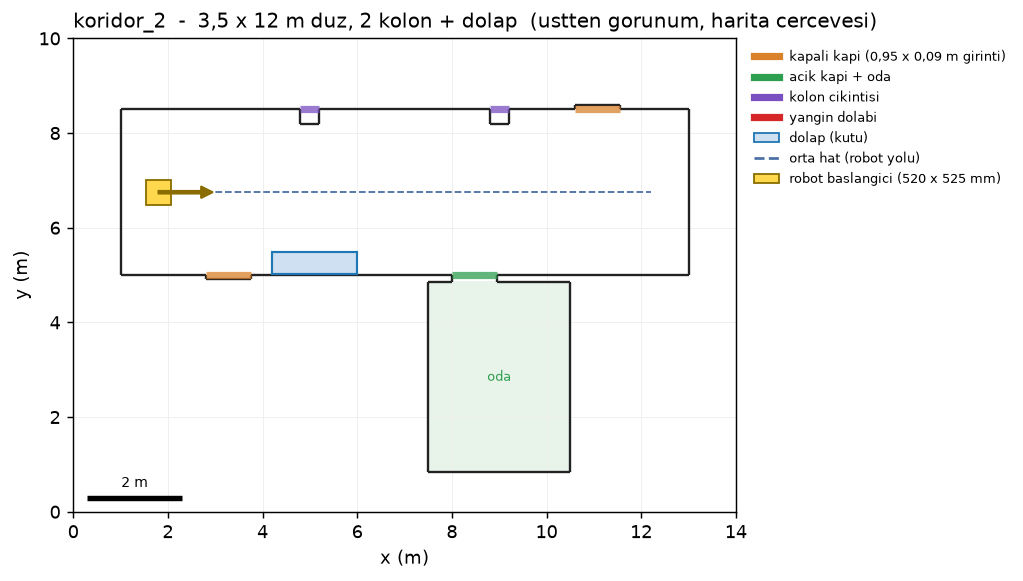 koridor_2  -  3,5 x 12 m duz, 2 kolon + dolap  (ustten gorunum, harita cercevesi)
10
8
6
4
2
0
y (m)
kapali kapi (0,95 x 0,09 m girinti)
acik kapi + oda
kolon cikintisi
yangin dolabi
dolap (kutu)
orta hat (robot yolu)
robot baslangici (520 x 525 mm)
oda
2 m
0 2 4 6 8 10 12 14
x (m)